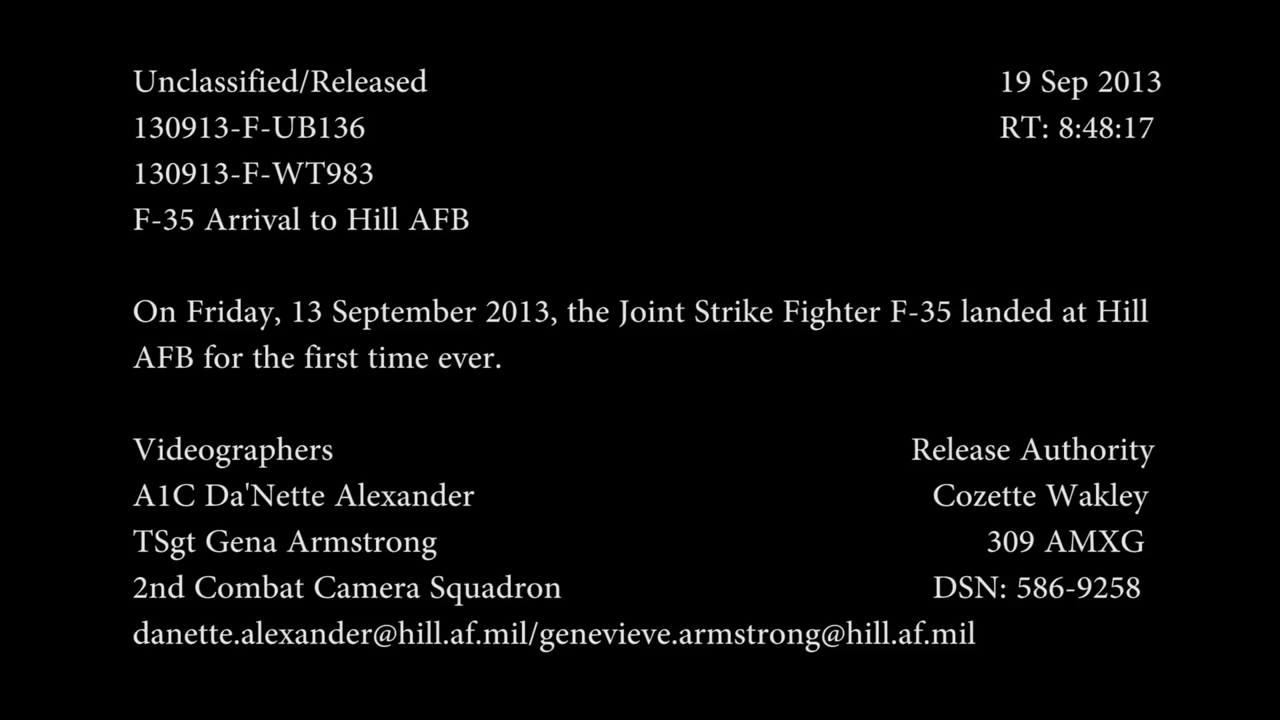 Unclassified/Released 19 Sep 2013
130913-F-UB136 RT: 8:48:17
130913-F-WT983
F-35 Arrival to Hill AFB
On Friday, 13 September 2013, the Joint Strike Fighter F-35 landed at Hill
AFB for the first time ever.
Videographers Release Authority
A1C Da'Nette Alexander Cozette Wakley
TSgt Gena Armstrong 309 AMXG
2nd Combat Camera Squadron DSN: 586-9258
danette.alexander@hill.af.mil/genevieve.armstrong@hill.af.mil